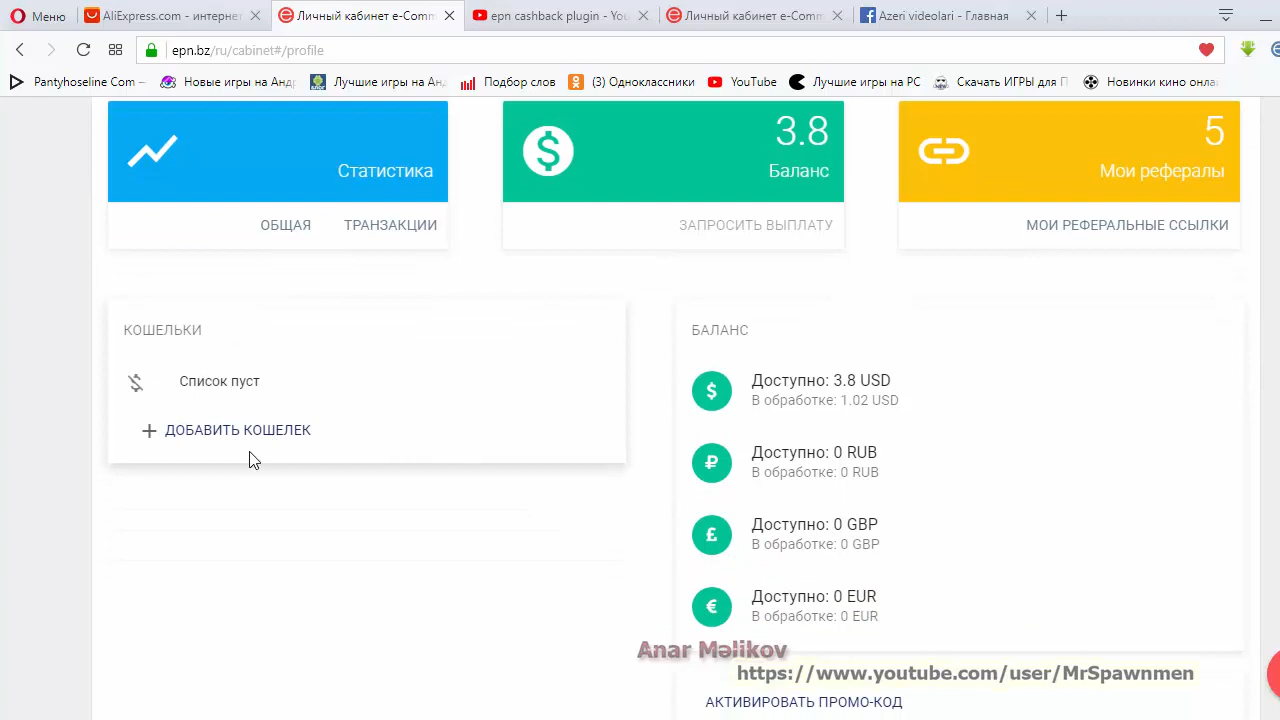 Меню
AliExpress.com - интернет
Личный кабинет e-Comm
epn cashback plugin - You
Личный кабинет e-comme
Azeri videolari - Главная
epn.bz/ru/cabinet#/profile
Pantyhoseline Com –
Новые игры на Андр
Лучшие игры на Анд
Подбор слов
(3) Одноклассники
YouTube
Лучшие игры на PC
Скачать ИГРЫ для П
Новинки кино онла
3.8
5
Статистика
Баланс
Мои рефералы
ОБЩАЯ
ТРАНЗАКЦИИ
ЗАПРОСИТЬ ВЫПЛАТУ
МОИ РЕФЕРАЛЬНЫЕ ССЫЛКИ
КОШЕЛЬКИ
Список пуст
+ ДОБАВИТЬ КОШЕЛЕК
БАЛАНС
Доступно: 3.8 USD
В обработке: 1.02 USD
Доступно: 0 RUB
В обработке: 0 RUB
Доступно: 0 GBP
В обработке: 0 GBP
Доступно: 0 EUR
В обработке: 0 EUR
Anar Məlikov
https://www.youtube.com/user/MrSpawnmen
АКТИВИРОВАТЬ ПРОМО-КОД